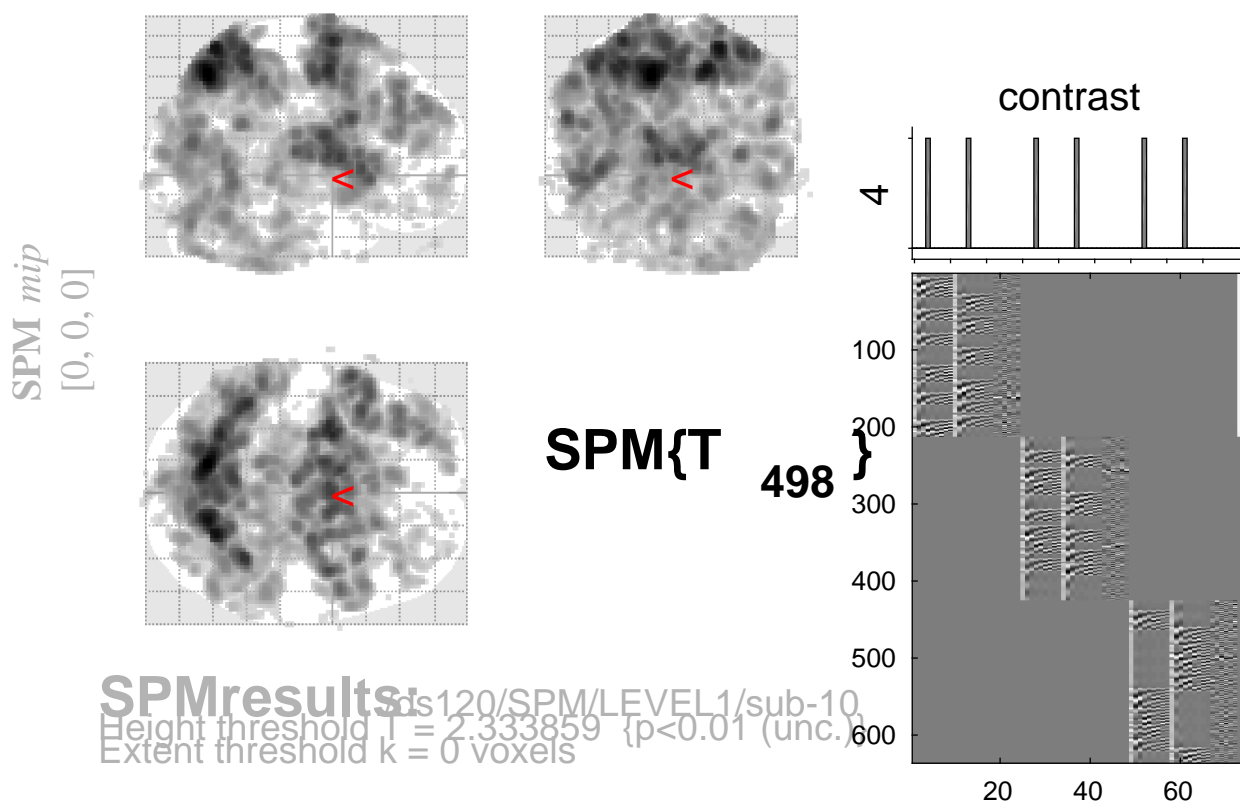 SPM mip
[0, 0, 0]
<
<
<
SPM{T498}
SPMresults: /ds120/SPM/LEVEL1/sub-10
Height threshold T = 2.333859 {p<0.01 (unc.)}
Extent threshold k = 0 voxels
contrast
4
100
200
300
400
500
600
20 40 60